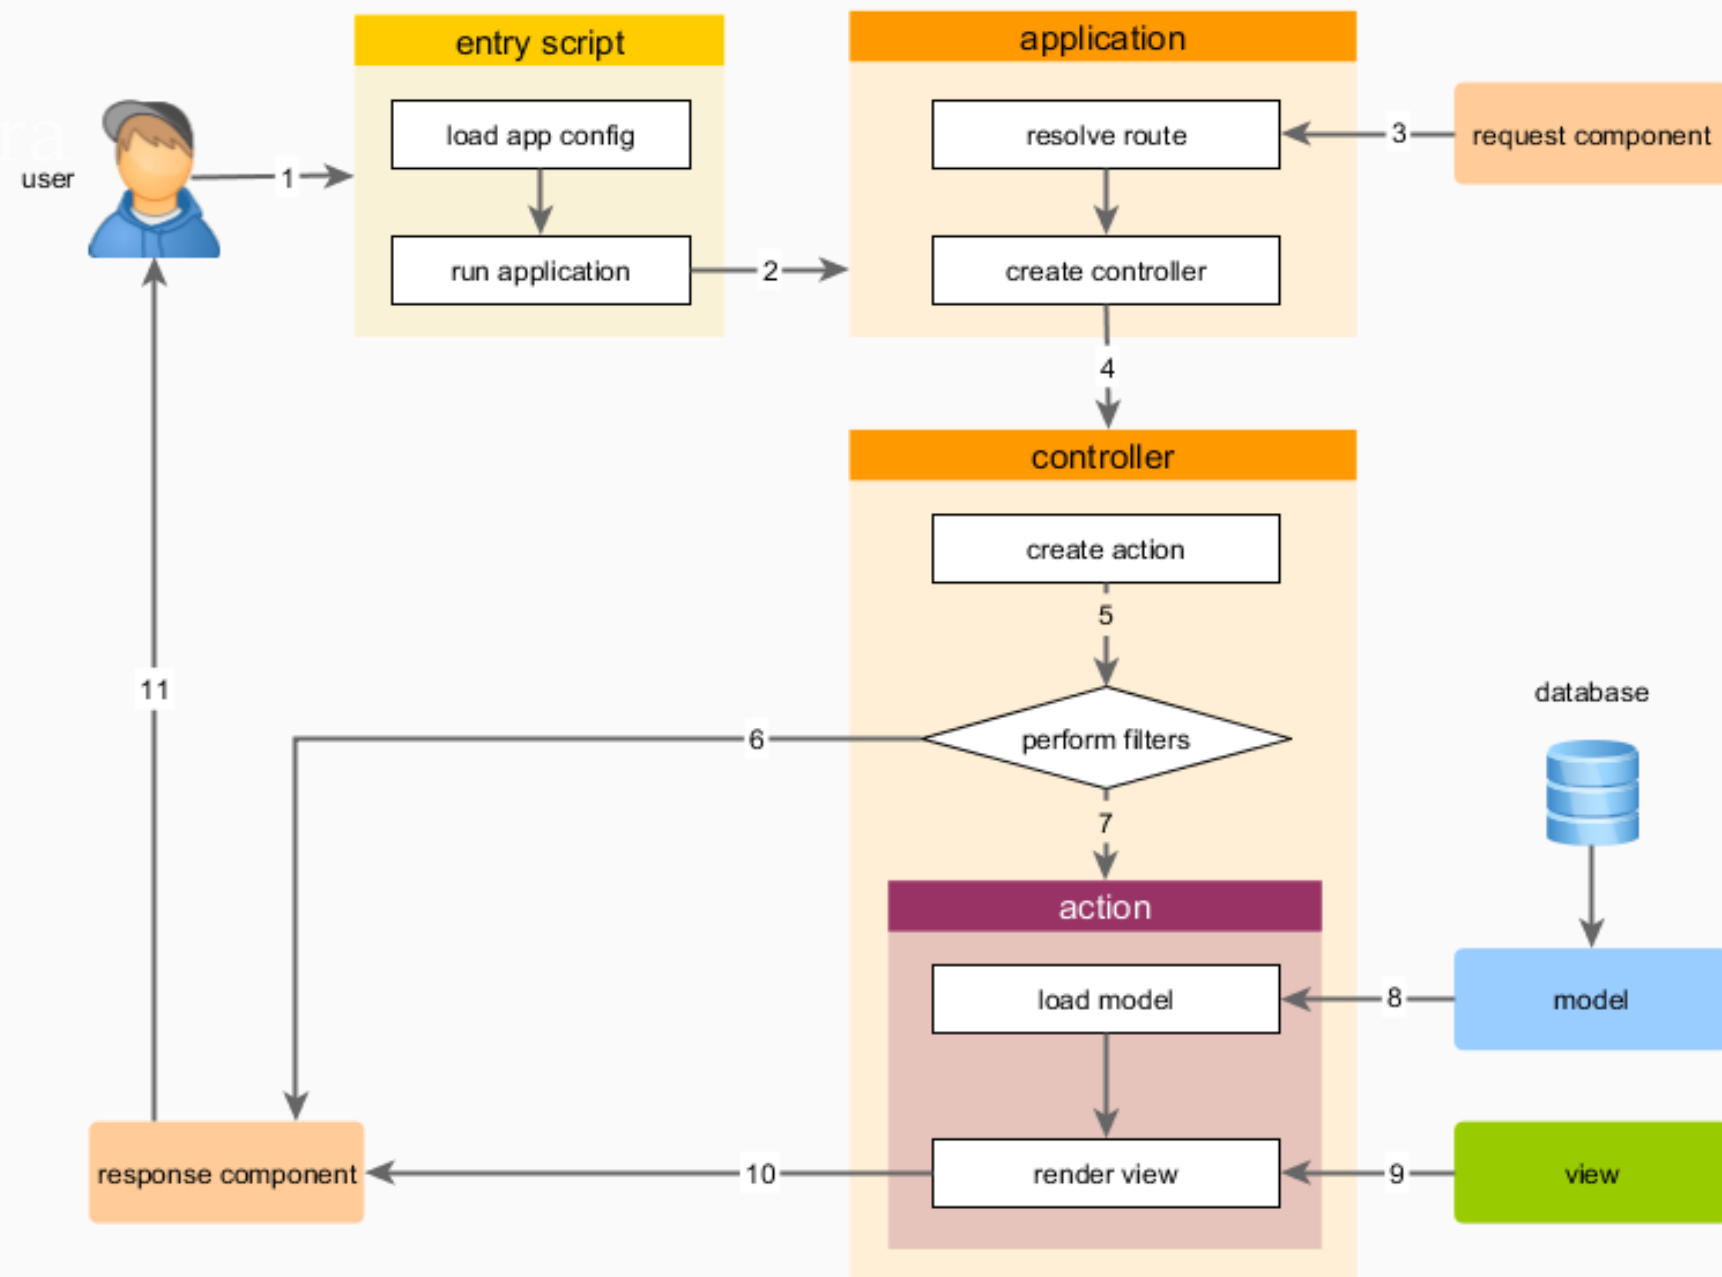 entry script
application
load app config
resolve route
3
request component
ra
user
1
run application
2
create controller
4
controller
create action
5
11
database
6
perform filters
7
action
load model
8
model
response component
10
render view
9
view